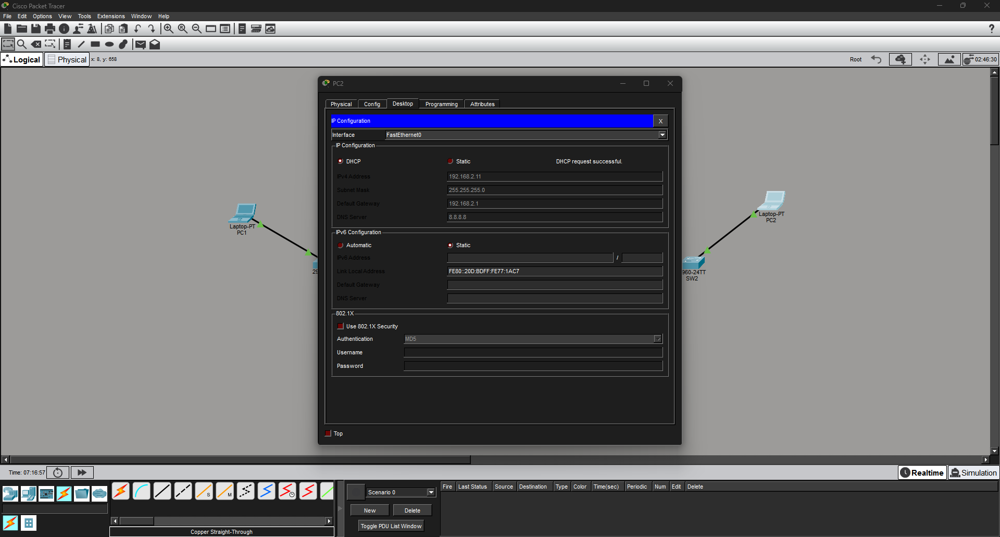 Cisco Packet Tracer
File Edit Options View Tools Extensions Window Help
?
Logical Physical x: 8, y: 658 Root 02:46:30
PC2
Physical Config Desktop Programming Attributes
IP Configuration X
Interface FastEthernet0
IP Configuration
DHCP Static DHCP request successful.
IPv4 Address 192.168.2.11
Subnet Mask 255.255.255.0
Default Gateway 192.168.2.1
DNS Server 8.8.8.8
IPv6 Configuration
Automatic Static
IPv6 Address /
Link Local Address FE80::20D:BDFF:FE77:1AC7
Default Gateway
DNS Server
802.1X
Use 802.1X Security
Authentication MD5
Username
Password
Top
Laptop-PT
PC1
29
Laptop-PT
PC2
960-24TT
SW2
Time: 07:16:57 Realtime Simulation
S M
Copper Straight-Through
Scenario 0
New Delete
Toggle PDU List Window
Fire Last Status Source Destination Type Color Time(sec) Periodic Num Edit Delete